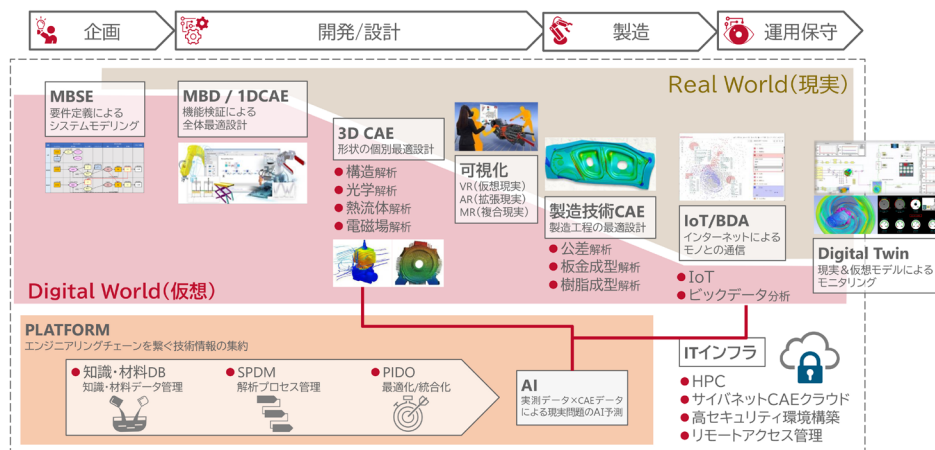 企画
開発/設計
製造
運用保守
Real World(現実)
MBSE
要件定義による
システムモデリング
MBD / 1DCAE
機能検証による
全体最適設計
3D CAE
形状の個別最適設計
構造解析
光学解析
熱流体解析
電磁場解析
可視化
VR(仮想現実)
AR(拡張現実)
MR(複合現実)
製造技術CAE
製造工程の最適設計
公差解析
板金成型解析
樹脂成型解析
IoT/BDA
インターネットによる
モノとの通信
IoT
ビックデータ分析
Digital Twin
現実&仮想モデルによる
モニタリング
Digital World(仮想)
PLATFORM
エンジニアリングチェーンを繋ぐ技術情報の集約
知識・材料DB
知識・材料データ管理
SPDM
解析プロセス管理
PIDO
最適化/統合化
AI
実測データ×CAEデータ
による現実問題のAI予測
ITインフラ
HPC
サイバネットCAEクラウド
高セキュリティ環境構築
リモートアクセス管理